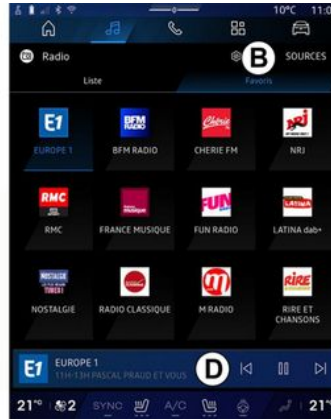 10°C 11:0
Radio
B
SOURCES
Liste
Favoris
E1
BFM
RADIO
Chérie
NRJ
EUROPE 1
BFM RADIO
CHERIE FM
NRJ
RMC
france
musique
FUN
LATINA
RMC
FRANCE MUSIQUE
FUN RADIO
LATINA dab+
NOSTALGIE
M
RIRE
NOSTALGIE
RADIO CLASSIQUE
M RADIO
RIRE ET
CHANSONS
E1
EUROPE 1
11H-13H PASCAL PRAUD ET VOUS
D
21°C
2
SYNC
A/C
21°